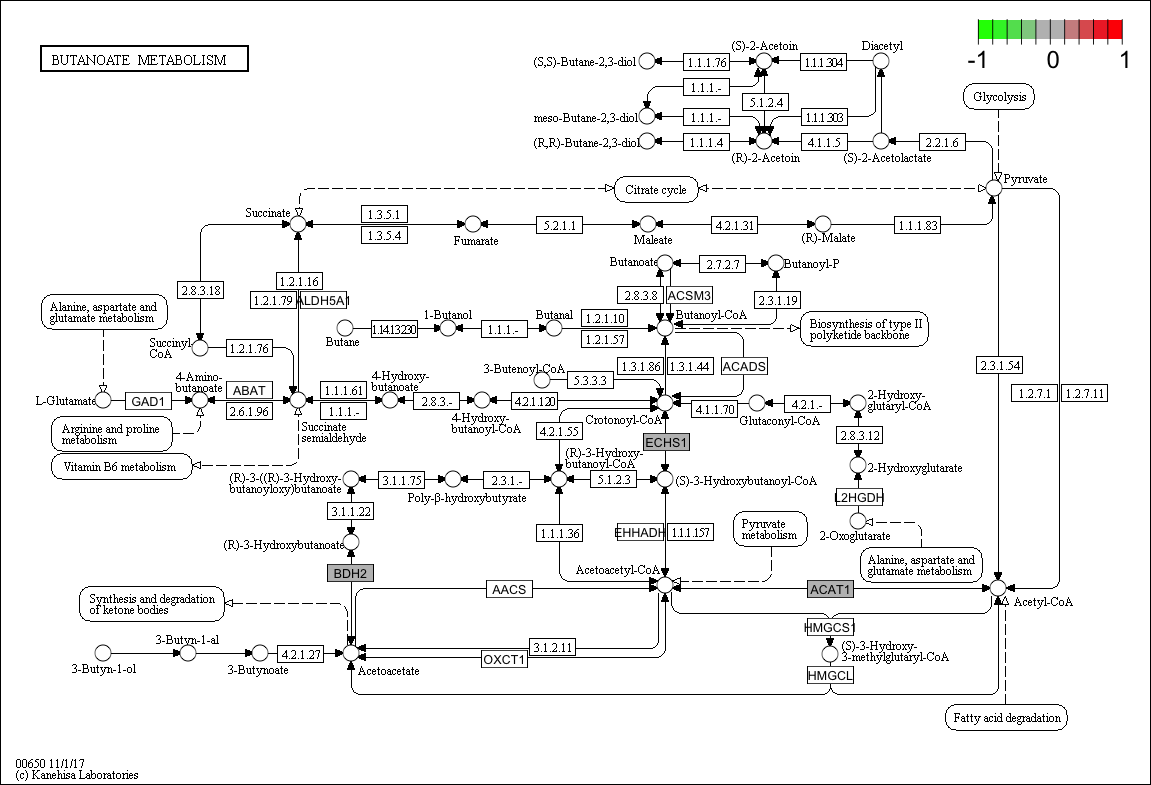 BUTANOATE METABOLISM
-1 0 1
(S,S)-Butane-2,3-diol
1.1.1.76
(S)-2-Acetoin
1.1.1.304
Diacetyl
1.1.1.-
5.1.2.4
meso-Butane-2,3-diol
1.1.1.-
1.1.1.303
(R,R)-Butane-2,3-diol
1.1.1.4
(R)-2-Acetoin
4.1.1.5
(S)-2-Acetolactate
2.2.1.6
Glycolysis
Pyruvate
Citrate cycle
Succinate
1.3.5.1
1.3.5.4
Fumarate
5.2.1.1
Maleate
4.2.1.31
(R)-Malate
1.1.1.83
Butanoate
2.7.2.7
Butanoyl-P
2.8.3.18
1.2.1.16
1.2.1.79
ALDH5A1
2.8.3.8
ACSM3
2.3.1.19
Alanine, aspartate and
glutamate metabolism
Butane
1.14.13.230
1-Butanol
1.1.1.-
Butanal
1.2.1.10
1.2.1.57
Butanoyl-CoA
Biosynthesis of type II
polyketide backbone
Succinyl
CoA
1.2.1.76
1.3.1.86
1.3.1.44
ACADS
2.3.1.54
1.2.7.1
1.2.7.11
3-Butenoyl-CoA
5.3.3.3
L-Glutamate
GAD1
4-Amino-
butanoate
ABAT
2.6.1.96
1.1.1.61
1.1.1.-
4-Hydroxy-
butanoate
2.8.3.-
4-Hydroxy-
butanoyl-CoA
4.2.1.120
Crotonoyl-CoA
4.1.1.70
Glutaconyl-CoA
4.2.1.-
2-Hydroxy-
glutaryl-CoA
Arginine and proline
metabolism
Succinate
semialdehyde
4.2.1.55
ECHS1
2.8.3.12
Vitamin B6 metabolism
2-Hydroxyglutarate
(R)-3-((R)-3-Hydroxy-
butanoyloxy)butanoate
3.1.1.75
Poly-β-hydroxybutyrate
2.3.1.-
(R)-3-Hydroxy-
butanoyl-CoA
5.1.2.3
(S)-3-Hydroxybutanoyl-CoA
L2HGDH
3.1.1.22
2-Oxoglutarate
(R)-3-Hydroxybutanoate
1.1.1.36
EHHADH
1.1.1.157
Pyruvate
metabolism
Alanine, aspartate and
glutamate metabolism
BDH2
Acetoacetyl-CoA
AACS
ACAT1
Acetyl-CoA
Synthesis and degradation
of ketone bodies
HMGCS1
3-Butyn-1-ol
3-Butyn-1-al
3-Butynoate
4.2.1.27
Acetoacetate
3.1.2.11
OXCT1
(S)-3-Hydroxy-
3-methylglutaryl-CoA
HMGCL
Fatty acid degradation
00650 11/1/17
(c) Kanehisa Laboratories